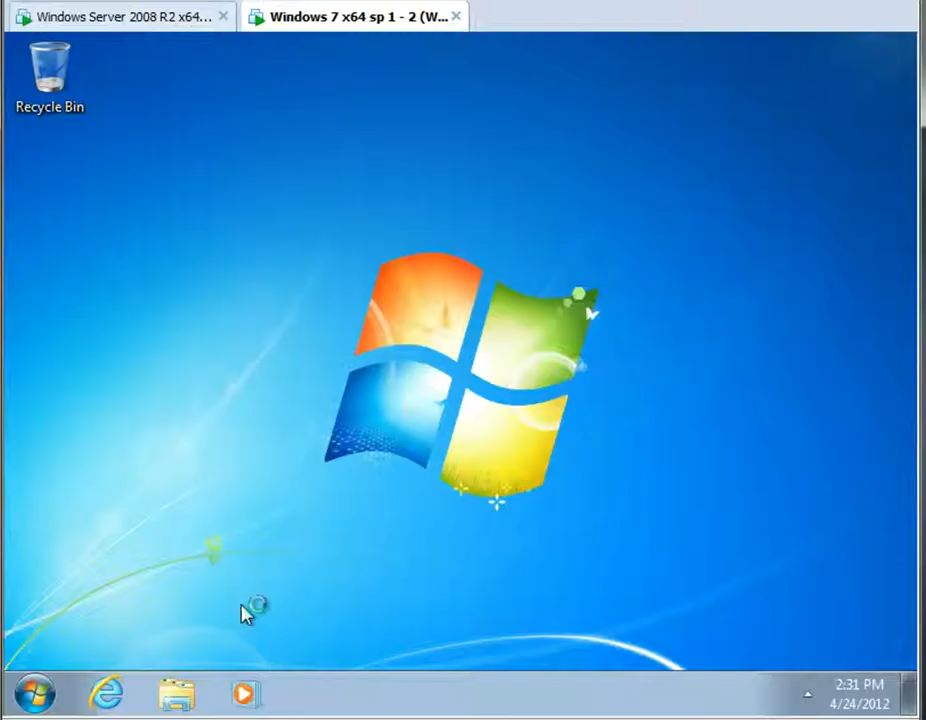 Windows Server 2008 R2 x64...
Windows 7 x64 sp 1 - 2 (W...
Recycle Bin
2:31 PM
4/24/2012